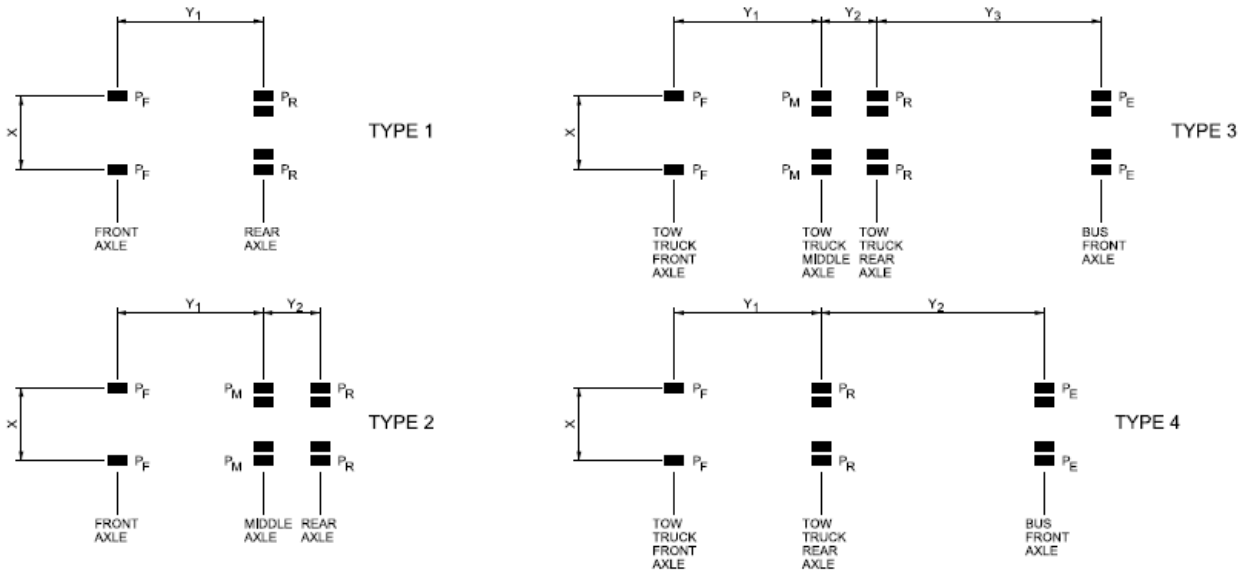 Y1
X
PF
PR
PF
PR
TYPE 1
FRONT
AXLE
REAR
AXLE
Y1
Y2
Y3
X
PF
PM
PR
PE
PF
PM
PR
PE
TYPE 3
TOW
TRUCK
FRONT
AXLE
TOW
TRUCK
MIDDLE
AXLE
TOW
TRUCK
REAR
AXLE
BUS
FRONT
AXLE
Y1
Y2
X
PF
PM
PR
PF
PM
PR
TYPE 2
FRONT
AXLE
MIDDLE
AXLE
REAR
AXLE
Y1
Y2
X
PF
PR
PE
PF
PR
PE
TYPE 4
TOW
TRUCK
FRONT
AXLE
TOW
TRUCK
REAR
AXLE
BUS
FRONT
AXLE